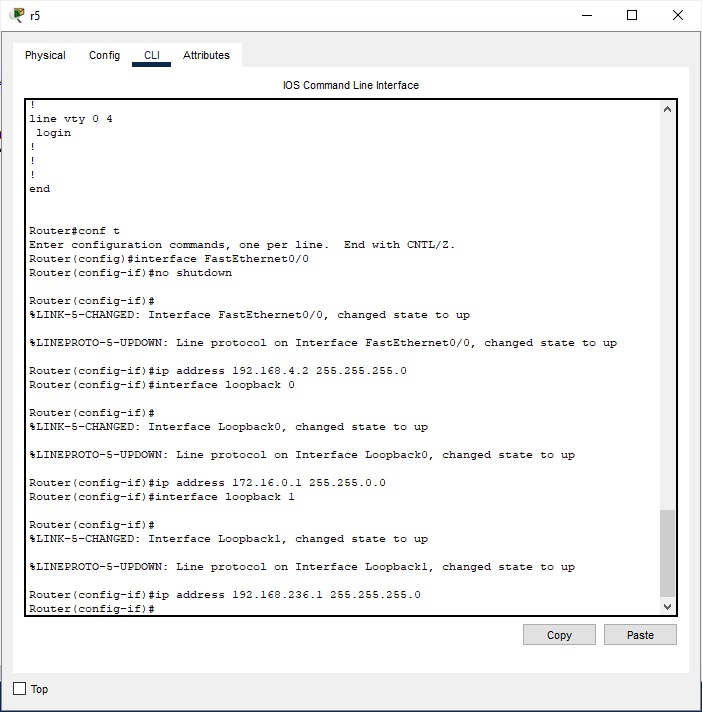 r5
Physical Config CLI Attributes
IOS Command Line Interface
!
line vty 0 4
login
!
!
!
end
Router#conf t
Enter configuration commands, one per line.  End with CNTL/Z.
Router(config)#interface FastEthernet0/0
Router(config-if)#no shutdown
Router(config-if)#
%LINK-5-CHANGED: Interface FastEthernet0/0, changed state to up
%LINEPROTO-5-UPDOWN: Line protocol on Interface FastEthernet0/0, changed state to up
Router(config-if)#ip address 192.168.4.2 255.255.255.0
Router(config-if)#interface loopback 0
Router(config-if)#
%LINK-5-CHANGED: Interface Loopback0, changed state to up
%LINEPROTO-5-UPDOWN: Line protocol on Interface Loopback0, changed state to up
Router(config-if)#ip address 172.16.0.1 255.255.0.0
Router(config-if)#interface loopback 1
Router(config-if)#
%LINK-5-CHANGED: Interface Loopback1, changed state to up
%LINEPROTO-5-UPDOWN: Line protocol on Interface Loopback1, changed state to up
Router(config-if)#ip address 192.168.236.1 255.255.255.0
Router(config-if)#
Copy Paste
Top